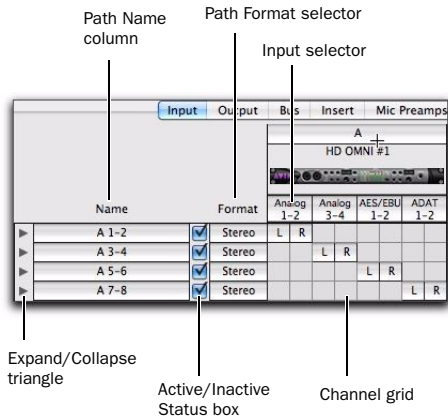 Path Name
column
Path Format selector
Input selector
Input Output Bus Insert Mic Preamps
A
HD OMNI #1
Name Format Analog 1-2 Analog 3-4 AES/EBU 1-2 ADAT 1-2
A 1-2 Stereo L R
A 3-4 Stereo L R
A 5-6 Stereo L R
A 7-8 Stereo L R
Expand/Collapse
triangle
Active/Inactive
Status box
Channel grid